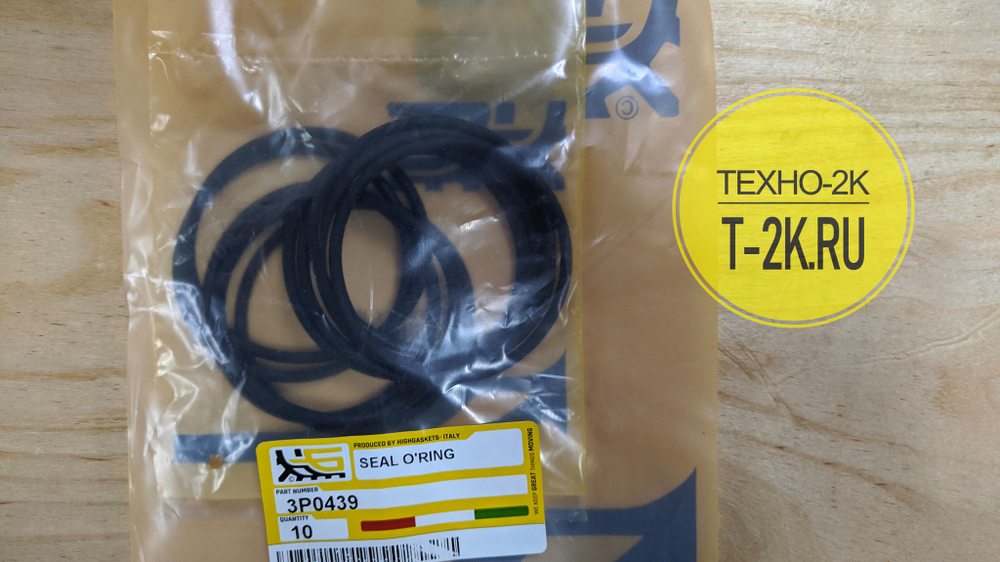 ©
ТЕХНО-2К
T-2K.RU
PRODUCED BY HIGHGASKETS- ITALY
SEAL O'RING
PART NUMBER
3P0439
QUANTITY
10
WE KEEP GREAT THINGS MOVING